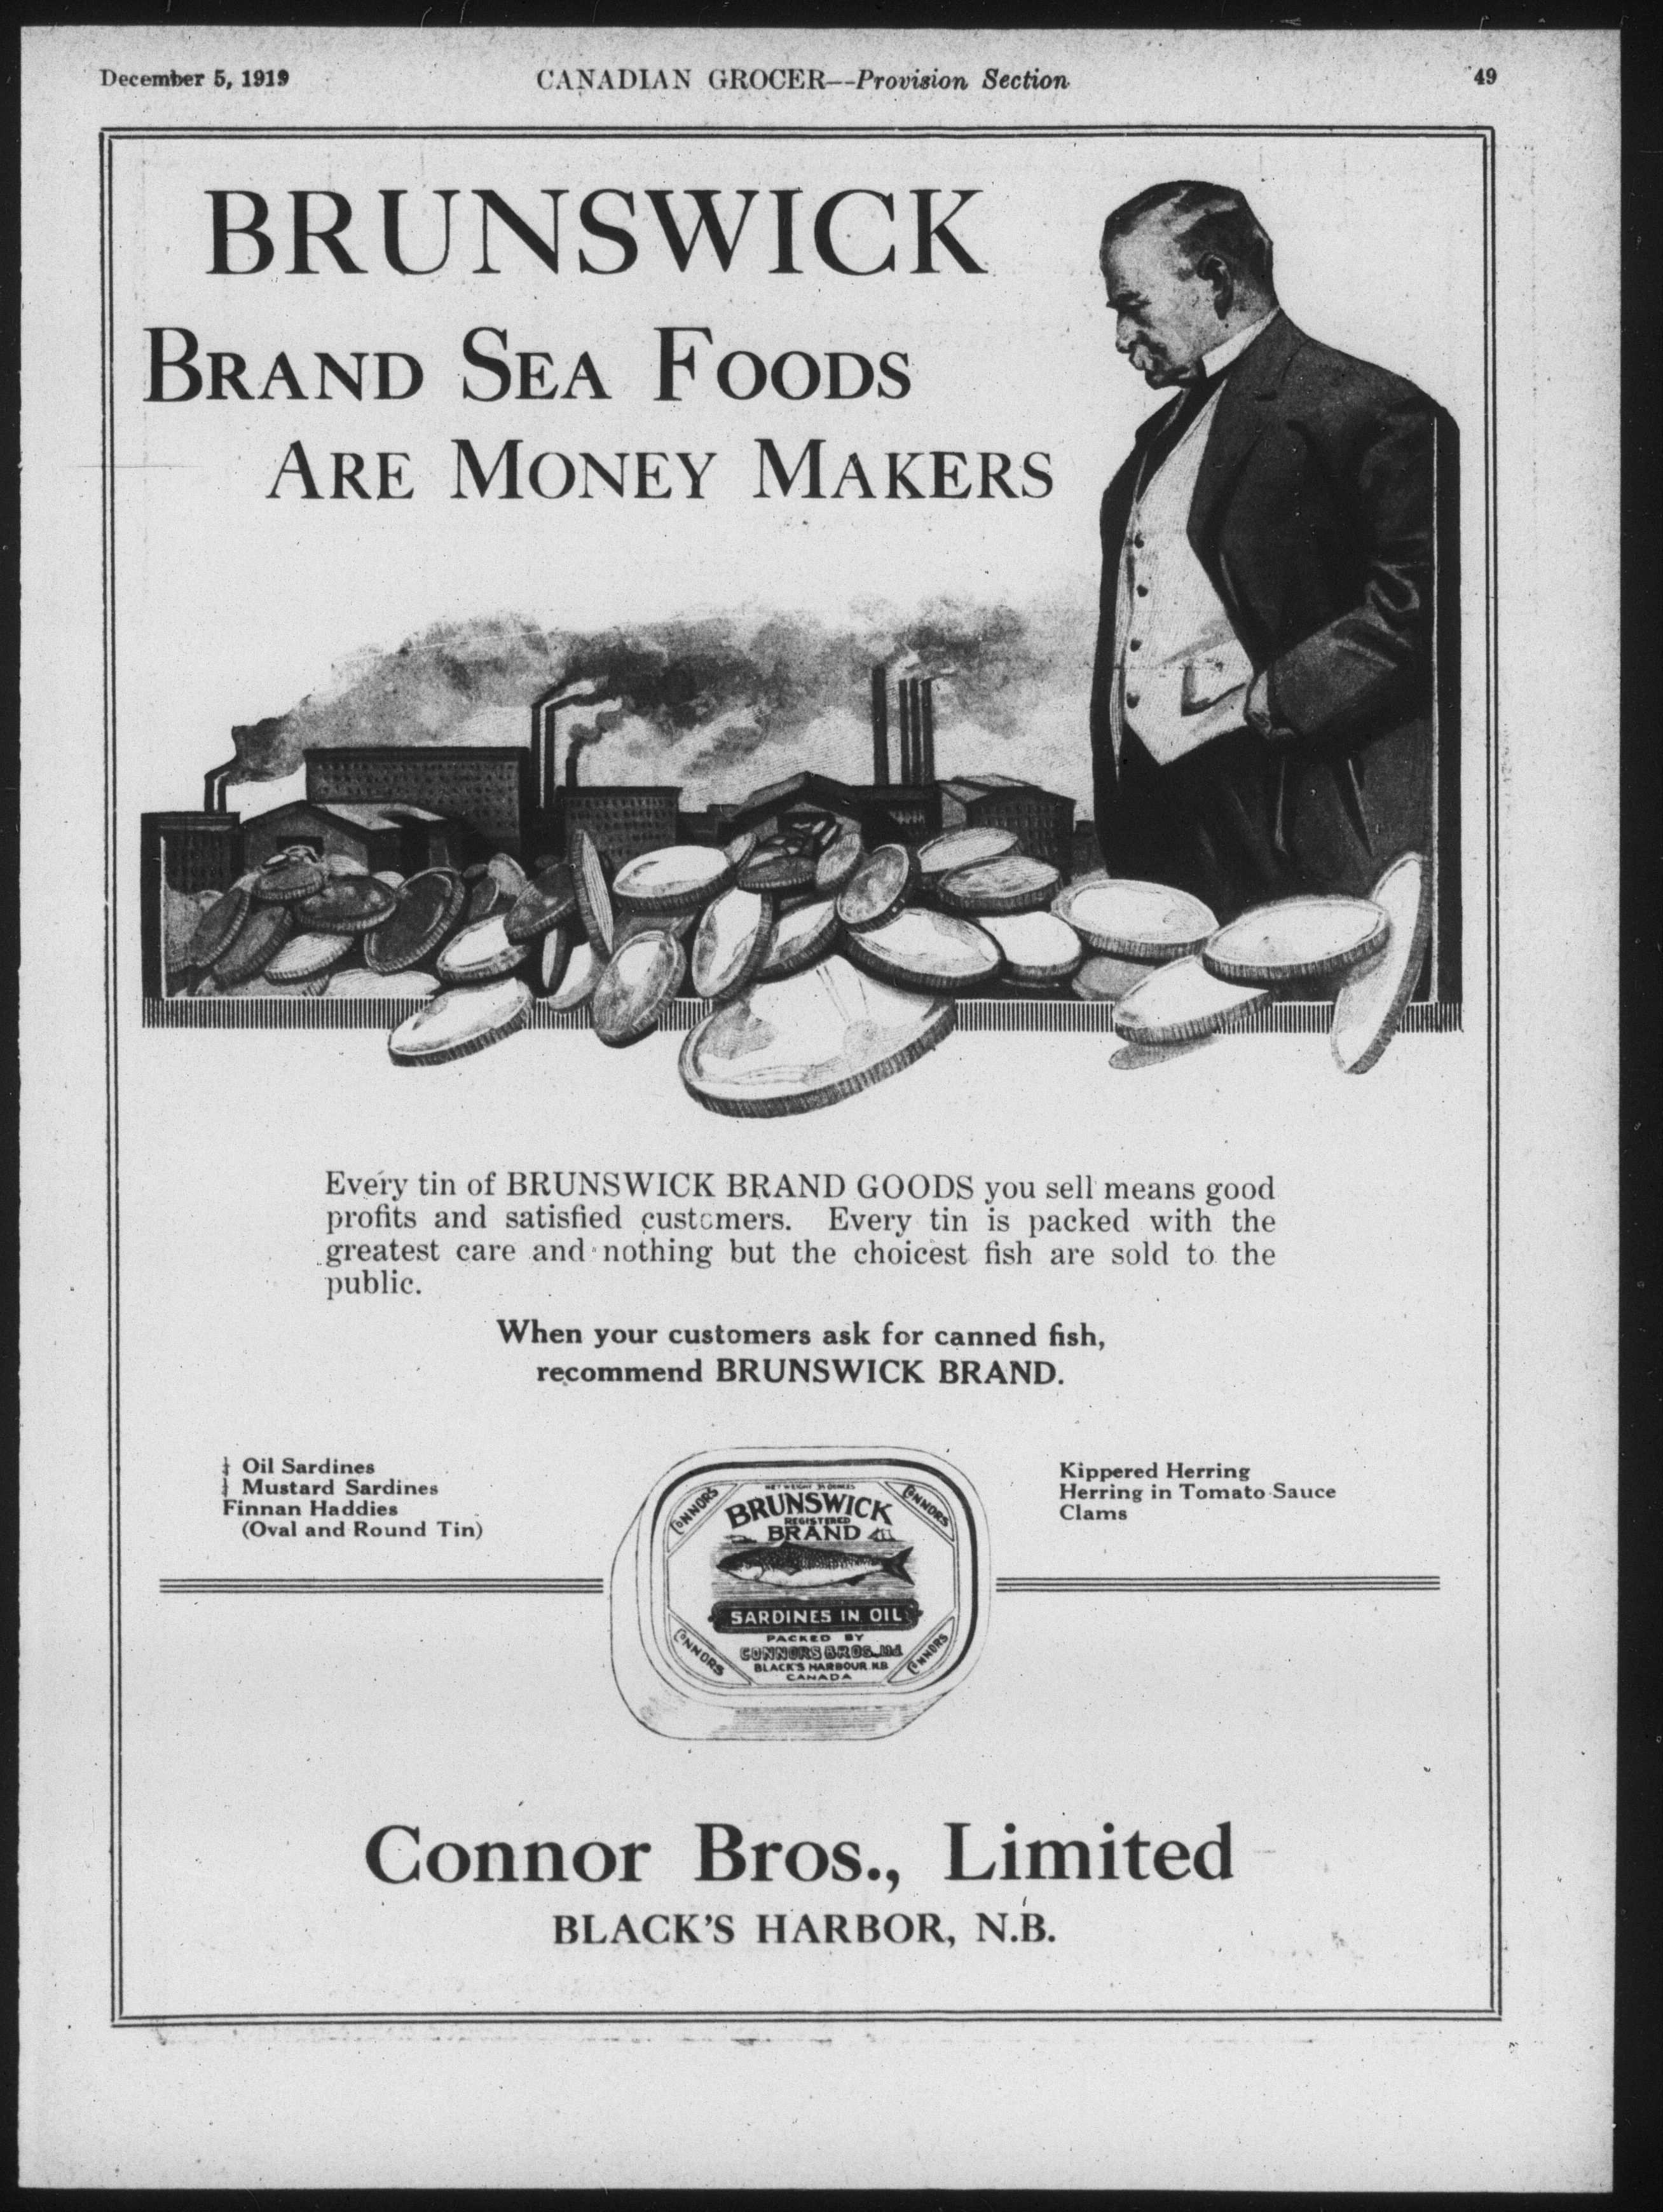 December 5, 1919
CANADIAN GROCER--Provision Section
49
BRUNSWICK
BRAND SEA FOODS
ARE MONEY MAKERS
Every tin of BRUNSWICK BRAND GOODS you sell means good
profits and satisfied customers. Every tin is packed with the
greatest care and nothing but the choicest fish are sold to the
public.
When your customers ask for canned fish,
recommend BRUNSWICK BRAND.
Oil Sardines
Mustard Sardines
Finnan Haddies
(Oval and Round Tin)
Kippered Herring
Herring in Tomato Sauce
Clams
NET WEIGHT
CONNORS
CONNORS
BRUNSWICK
REGISTERED
BRAND
SARDINES IN OIL
PACKED BY
CONNORS BROS. Ltd
BLACK'S HARBOUR N.B.
CANADA
CONNORS
CONNORS
Connor Bros., Limited
BLACK'S HARBOR, N.B.